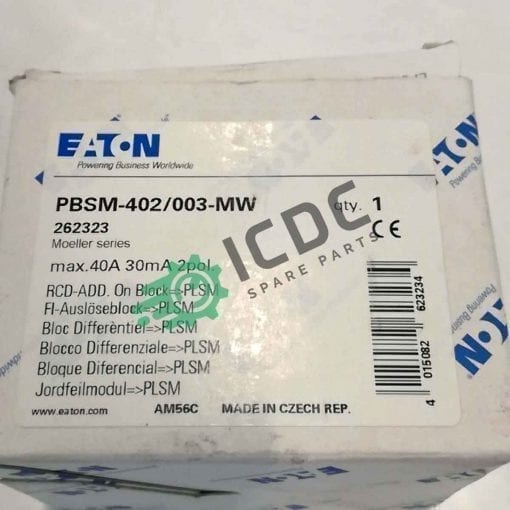 EATON
Powering Business Worldwide
PBSM-402/003-MW
qty. 1
262323
Moeller series
CE
max.40A 30mA 2pol.
RCD-ADD. On Block=>PLSM
FI-Auslöseblock=>PLSM
Bloc Différentiel=>PLSM
Blocco Differenziale=>PLSM
Bloque Diferencial=>PLSM
Jordfeilmodul=>PLSM
www.eaton.com
AM56C
MADE IN CZECH REP.
4 015082 623234
ICDC
SPARE PARTS
EATON
Powering Business